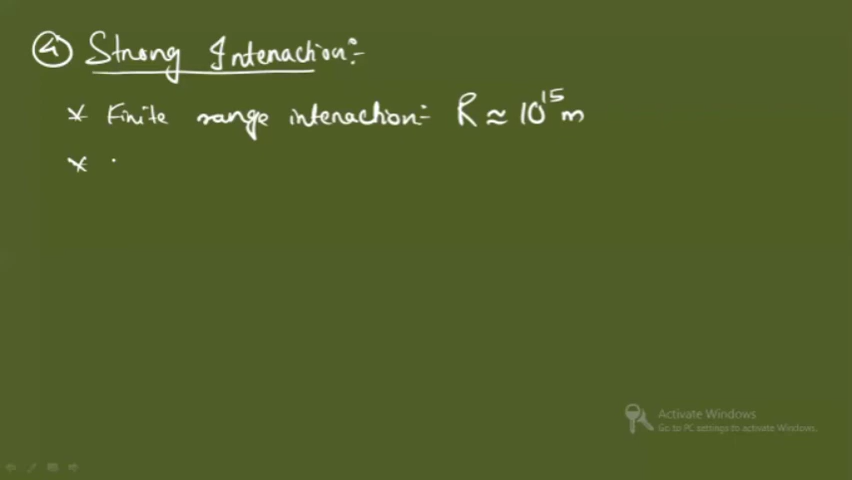 ④ Strong Interaction:-
* Finite range interaction:- R ≈ 10¹⁵ m
*
Activate Windows
Go to PC settings to activate Windows.